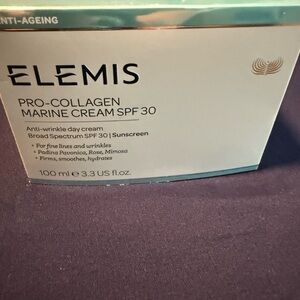 ANTI-AGEING
ELEMIS
PRO-COLLAGEN
MARINE CREAM SPF 30
Anti-wrinkle day cream
Broad Spectrum SPF 30 | Sunscreen
• For fine lines and wrinkles
• Padina Pavonica, Rose, Mimosa
• Firms, smoothes, hydrates
100 ml ℮ 3.3 US fl.oz.